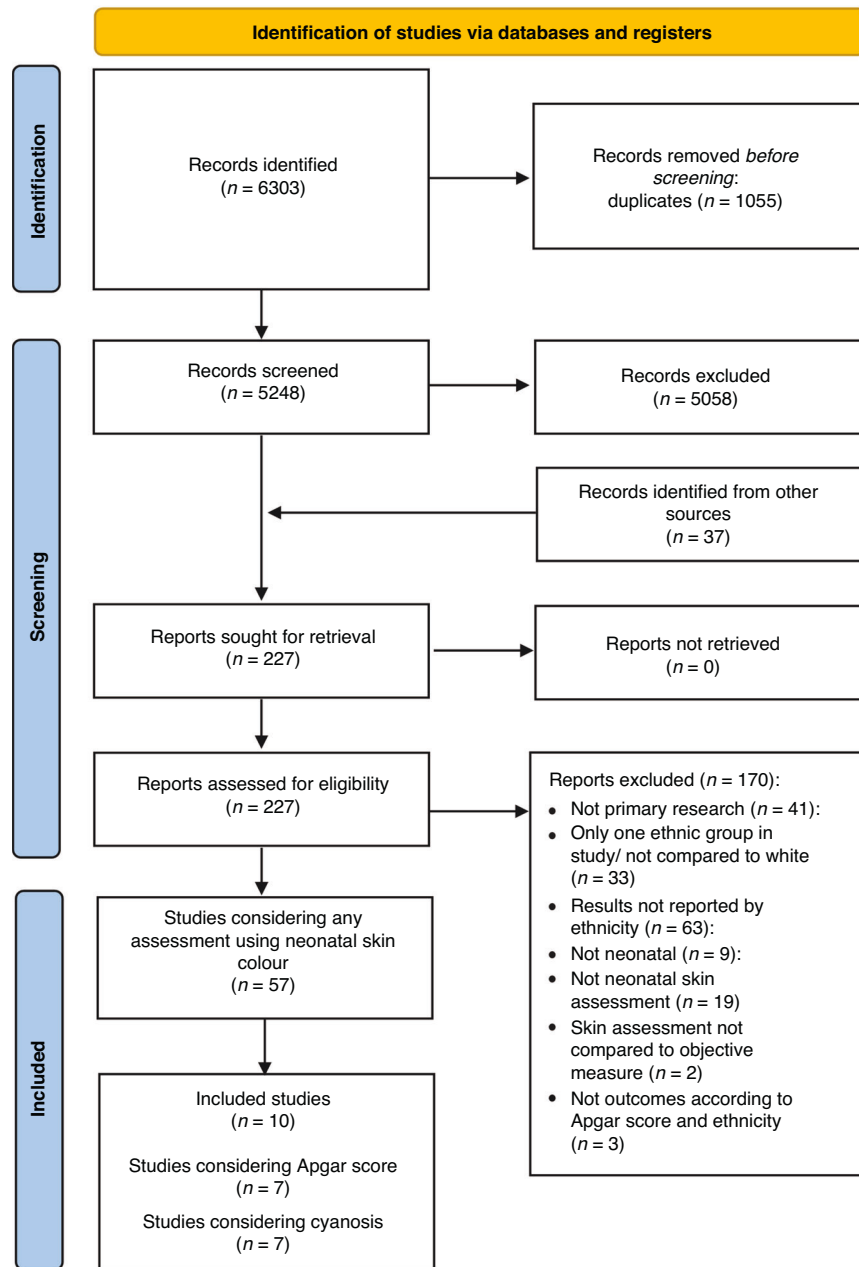 Identification of studies via databases and registers
Identification
Records identified
(n = 6303)
Records removed before
screening:
duplicates (n = 1055)
Screening
Records screened
(n = 5248)
Records excluded
(n = 5058)
Records identified from other
sources
(n = 37)
Reports sought for retrieval
(n = 227)
Reports not retrieved
(n = 0)
Reports assessed for eligibility
(n = 227)
Reports excluded (n = 170):
• Not primary research (n = 41):
• Only one ethnic group in
study/ not compared to white
(n = 33)
• Results not reported by
ethnicity (n = 63):
• Not neonatal (n = 9):
• Not neonatal skin
assessment (n = 19)
• Skin assessment not
compared to objective
measure (n = 2)
• Not outcomes according to
Apgar score and ethnicity
(n = 3)
Included
Studies considering any
assessment using neonatal skin
colour
(n = 57)
Included studies
(n = 10)
Studies considering Apgar score
(n = 7)
Studies considering cyanosis
(n = 7)